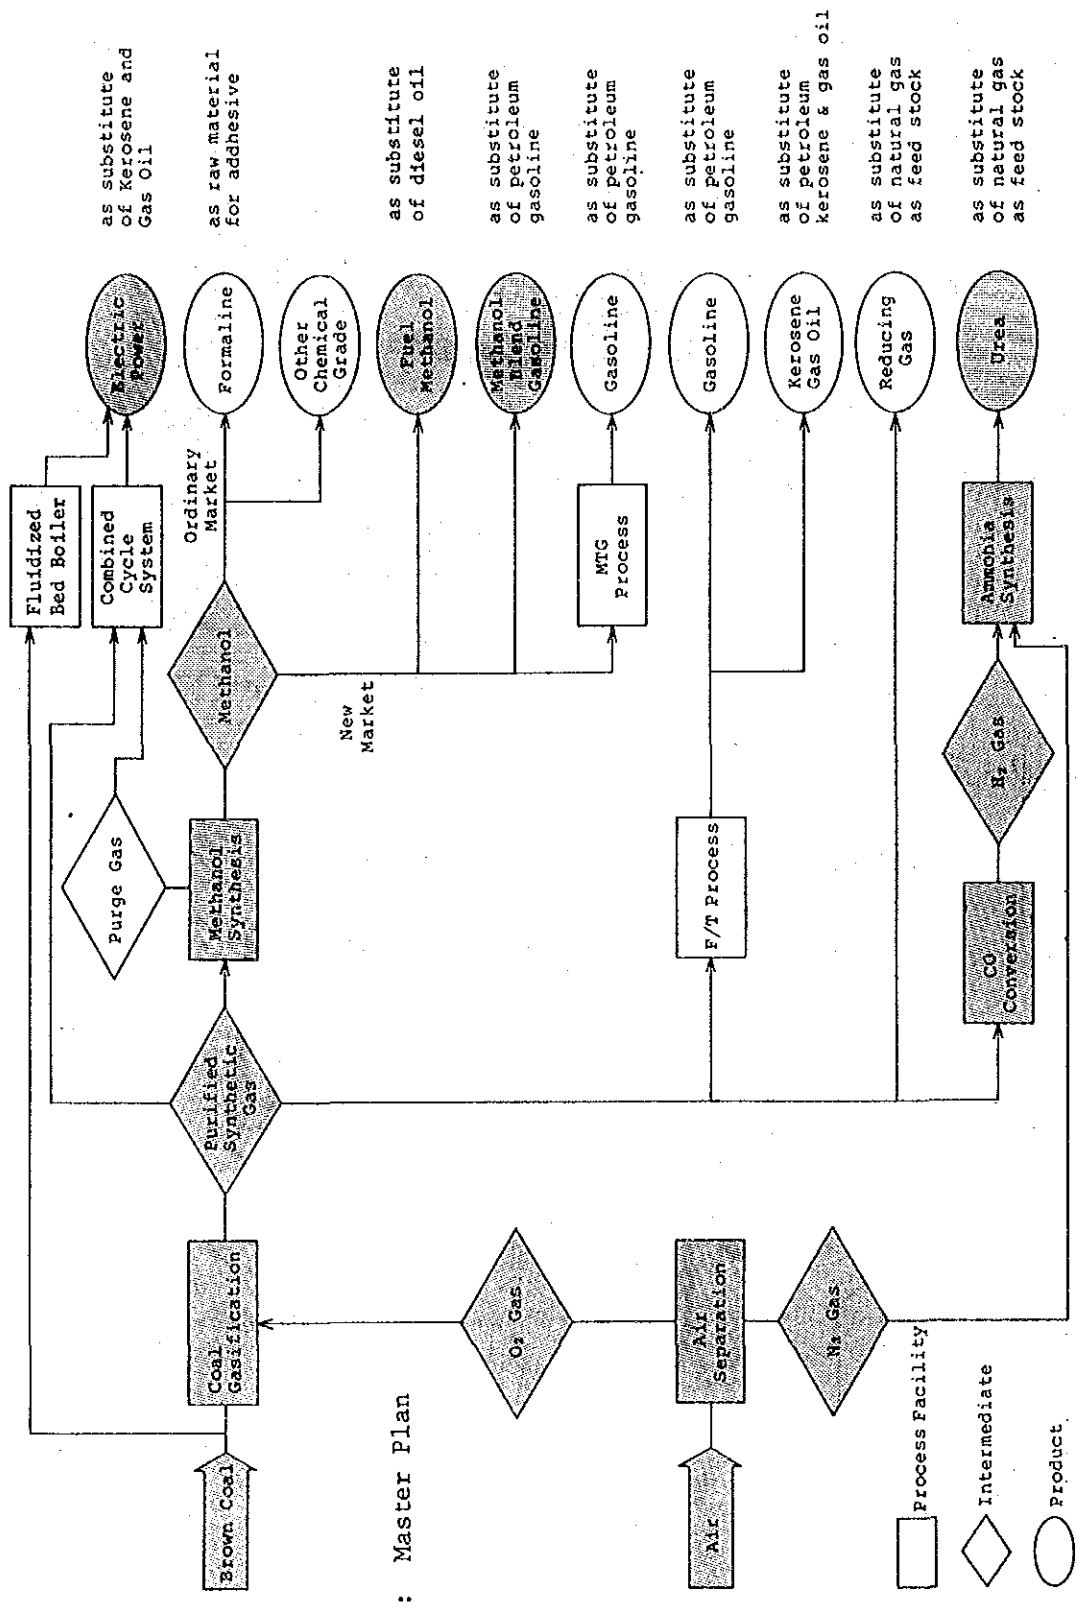 Fluidized
Bed Boiler
Combined
Cycle
System
Electric
Power
as substitute
of Kerosene and
Gas Oil
Purge Gas
Brown Coal
Coal
Gasification
Purified
Synthetic
Gas
Methanol
Synthesis
Methanol
Ordinary
Market
Formaline
as raw material
for addhesive
Other
Chemical
Grade
New
Market
Fuel
Methanol
as substitute
of diesel oil
: Master Plan
Methanol
Blend
Gasoline
as substitute
of petroleum
gasoline
O₂ Gas
MTG
Process
Gasoline
as substitute
of petroleum
gasoline
Air
Air
Separation
F/T Process
Gasoline
as substitute
of petroleum
gasoline
N₂ Gas
Kerosene
Gas Oil
as substitute
of petroleum
kerosene & gas oil
Reducing
Gas
as substitute
of natural gas
as feed stock
CO
Conversion
H₂ Gas
Ammonia
Synthesis
Urea
as substitute
of natural gas
as feed stock
Process Facility
Intermediate
Product